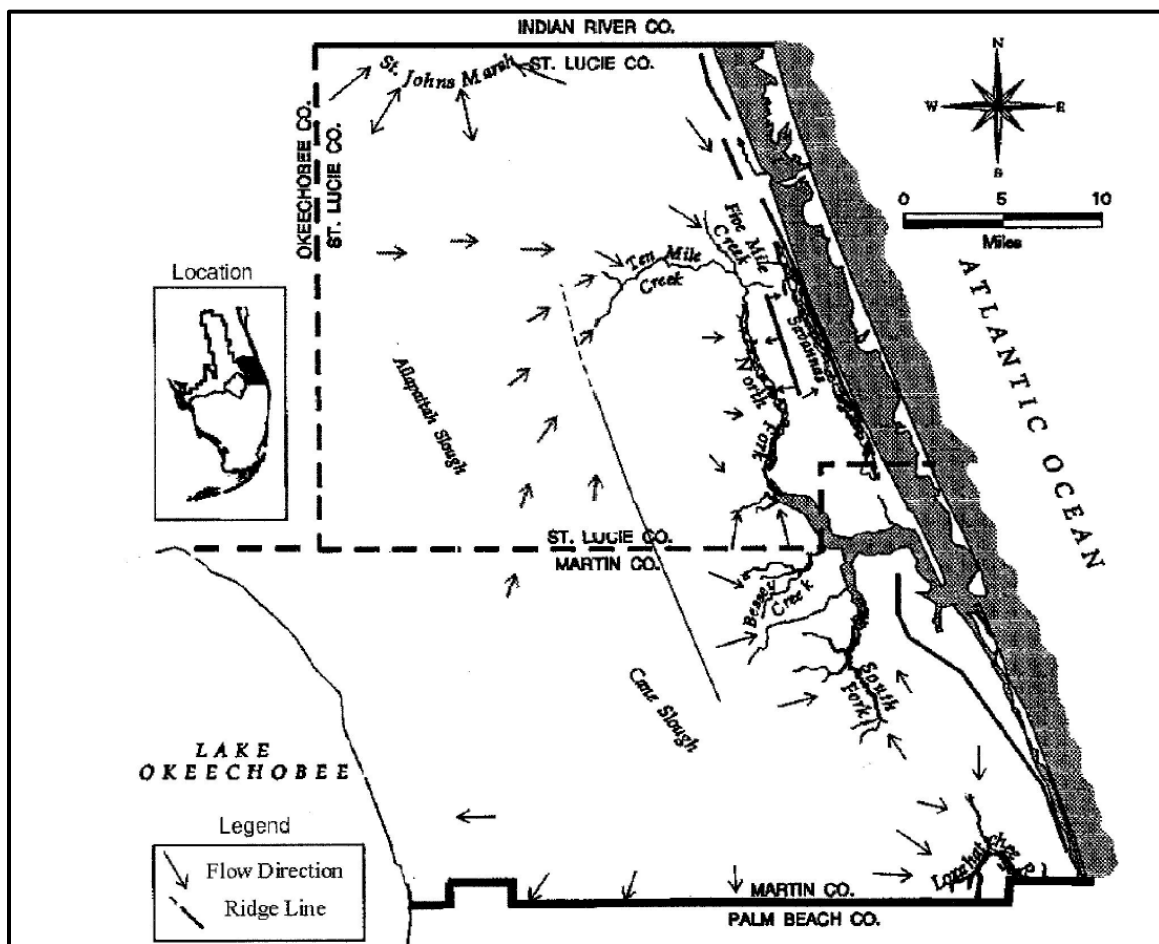 INDIAN RIVER CO.
ST. LUCIE CO.
St. Johns Marsh
OKEECHOBEE CO.
ST. LUCIE CO.
N
W
E
S
0 5 10
Miles
Location
Five Mile
Creek
Ten Mile
Creek
Savannas
North Fork
Allapattah Slough
ATLANTIC OCEAN
ST. LUCIE CO.
MARTIN CO.
Bessey
Creek
South
Fork
Cane Slough
LAKE
OKEECHOBEE
Legend
Flow Direction
Ridge Line
MARTIN CO.
PALM BEACH CO.